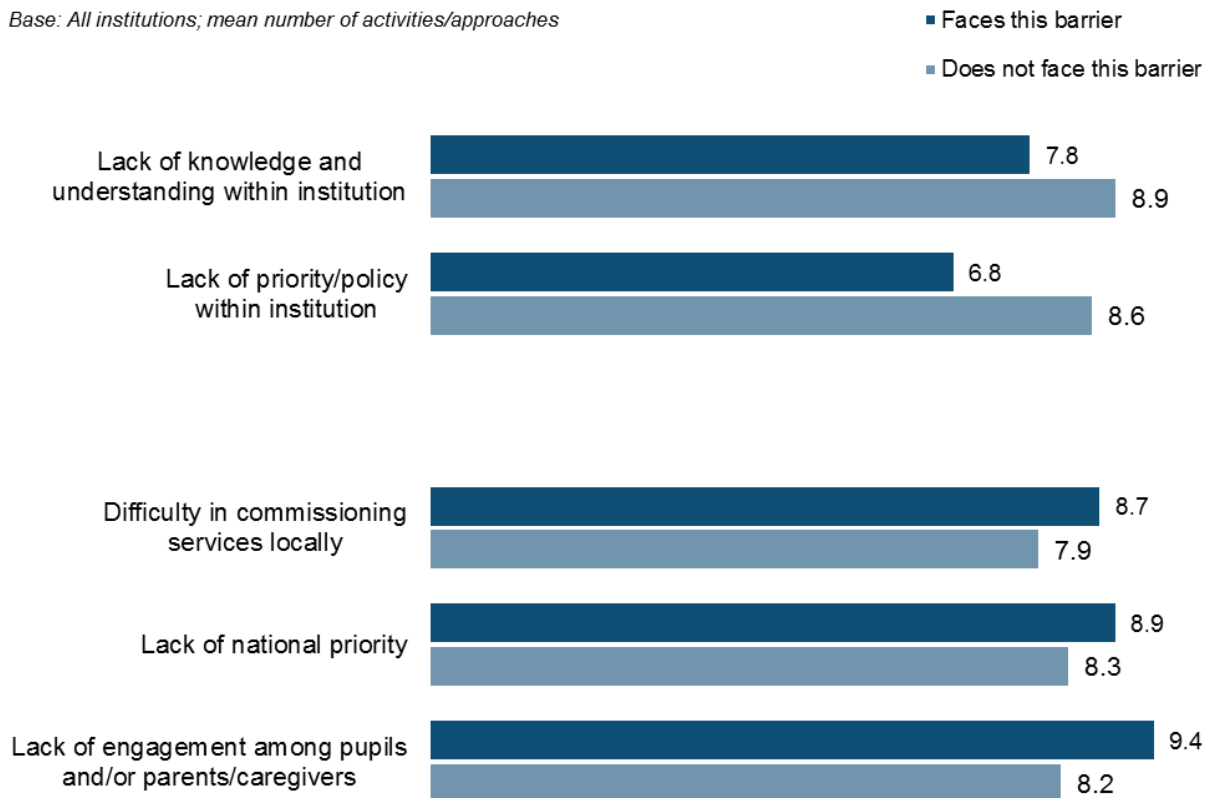 Base: All institutions; mean number of activities/approaches
Faces this barrier
Does not face this barrier
Lack of knowledge and
understanding within institution
7.8
8.9
Lack of priority/policy
within institution
6.8
8.6
Difficulty in commissioning
services locally
8.7
7.9
Lack of national priority
8.9
8.3
Lack of engagement among pupils
and/or parents/caregivers
9.4
8.2